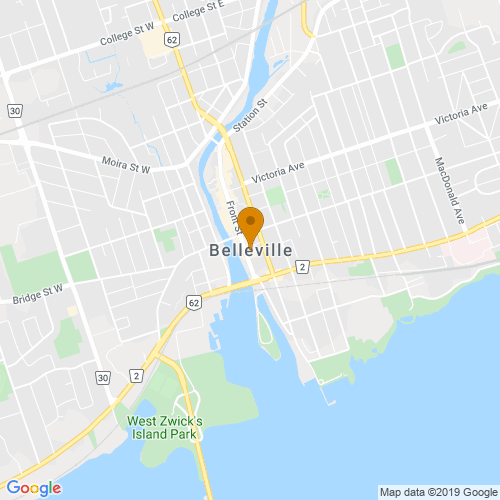 College St E
College St W
62
30
Station St
Victoria Ave
Moira St W
Victoria Ave
MacDonald Ave
Front St
Belleville
2
Bridge St W
62
30
2
West Zwick's
Island Park
Google
Map data ©2019 Google